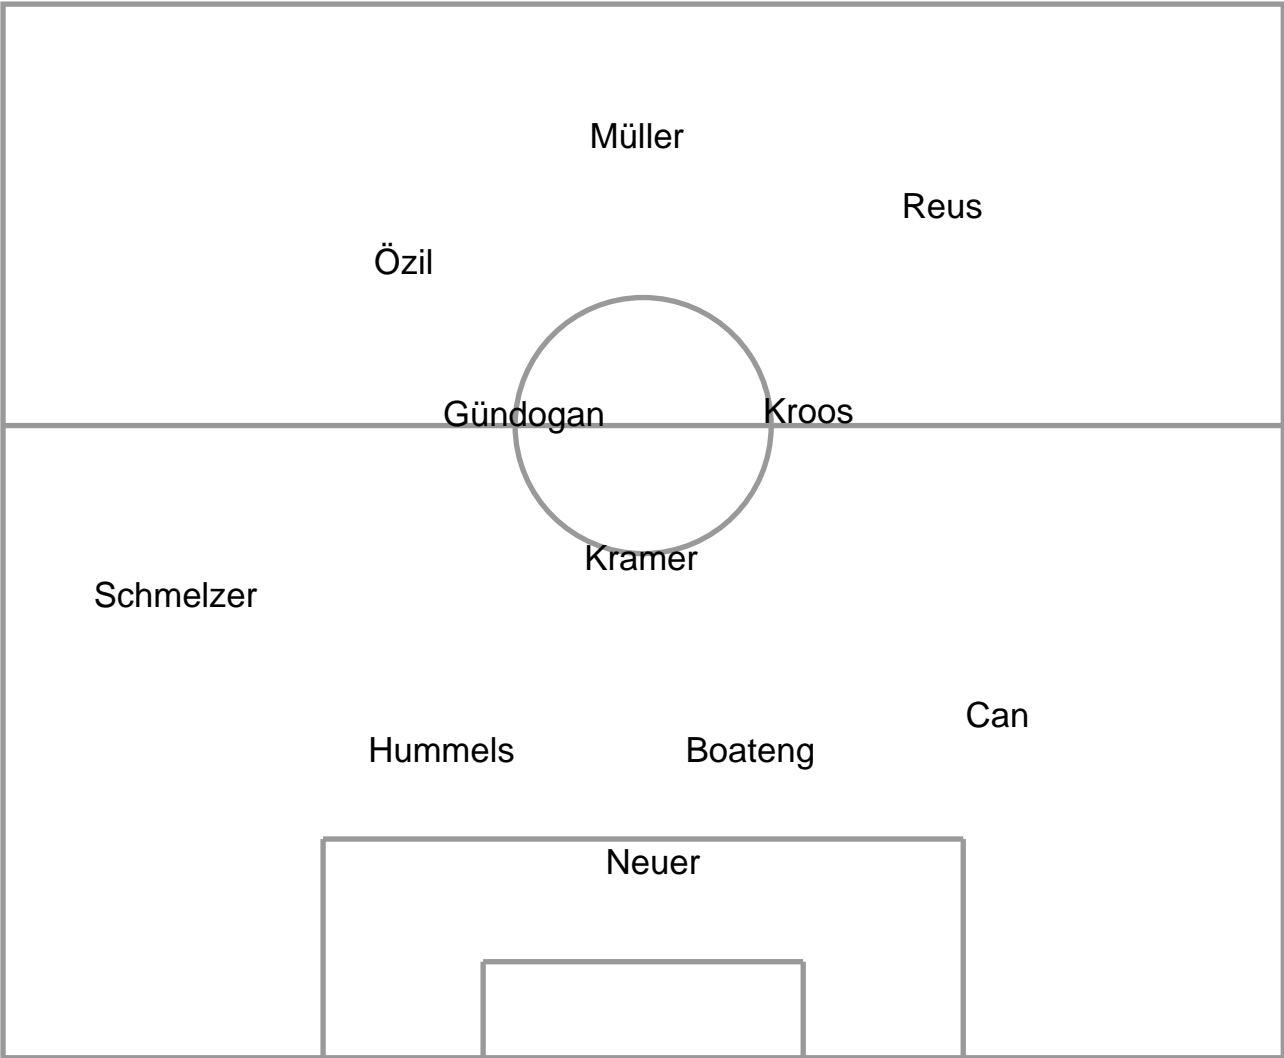 Müller
Reus
Özil
Gündogan
Kroos
Kramer
Schmelzer
Can
Hummels
Boateng
Neuer